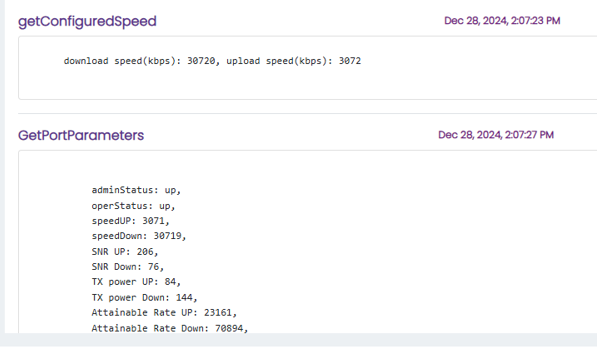 getConfiguredSpeed Dec 28, 2024, 2:07:23 PM
download speed(kbps): 30720, upload speed(kbps): 3072
GetPortParameters Dec 28, 2024, 2:07:27 PM
adminStatus: up,
operStatus: up,
speedUP: 3071,
speedDown: 30719,
SNR UP: 206,
SNR Down: 76,
TX power UP: 84,
TX power Down: 144,
Attainable Rate UP: 23161,
Attainable Rate Down: 70894,